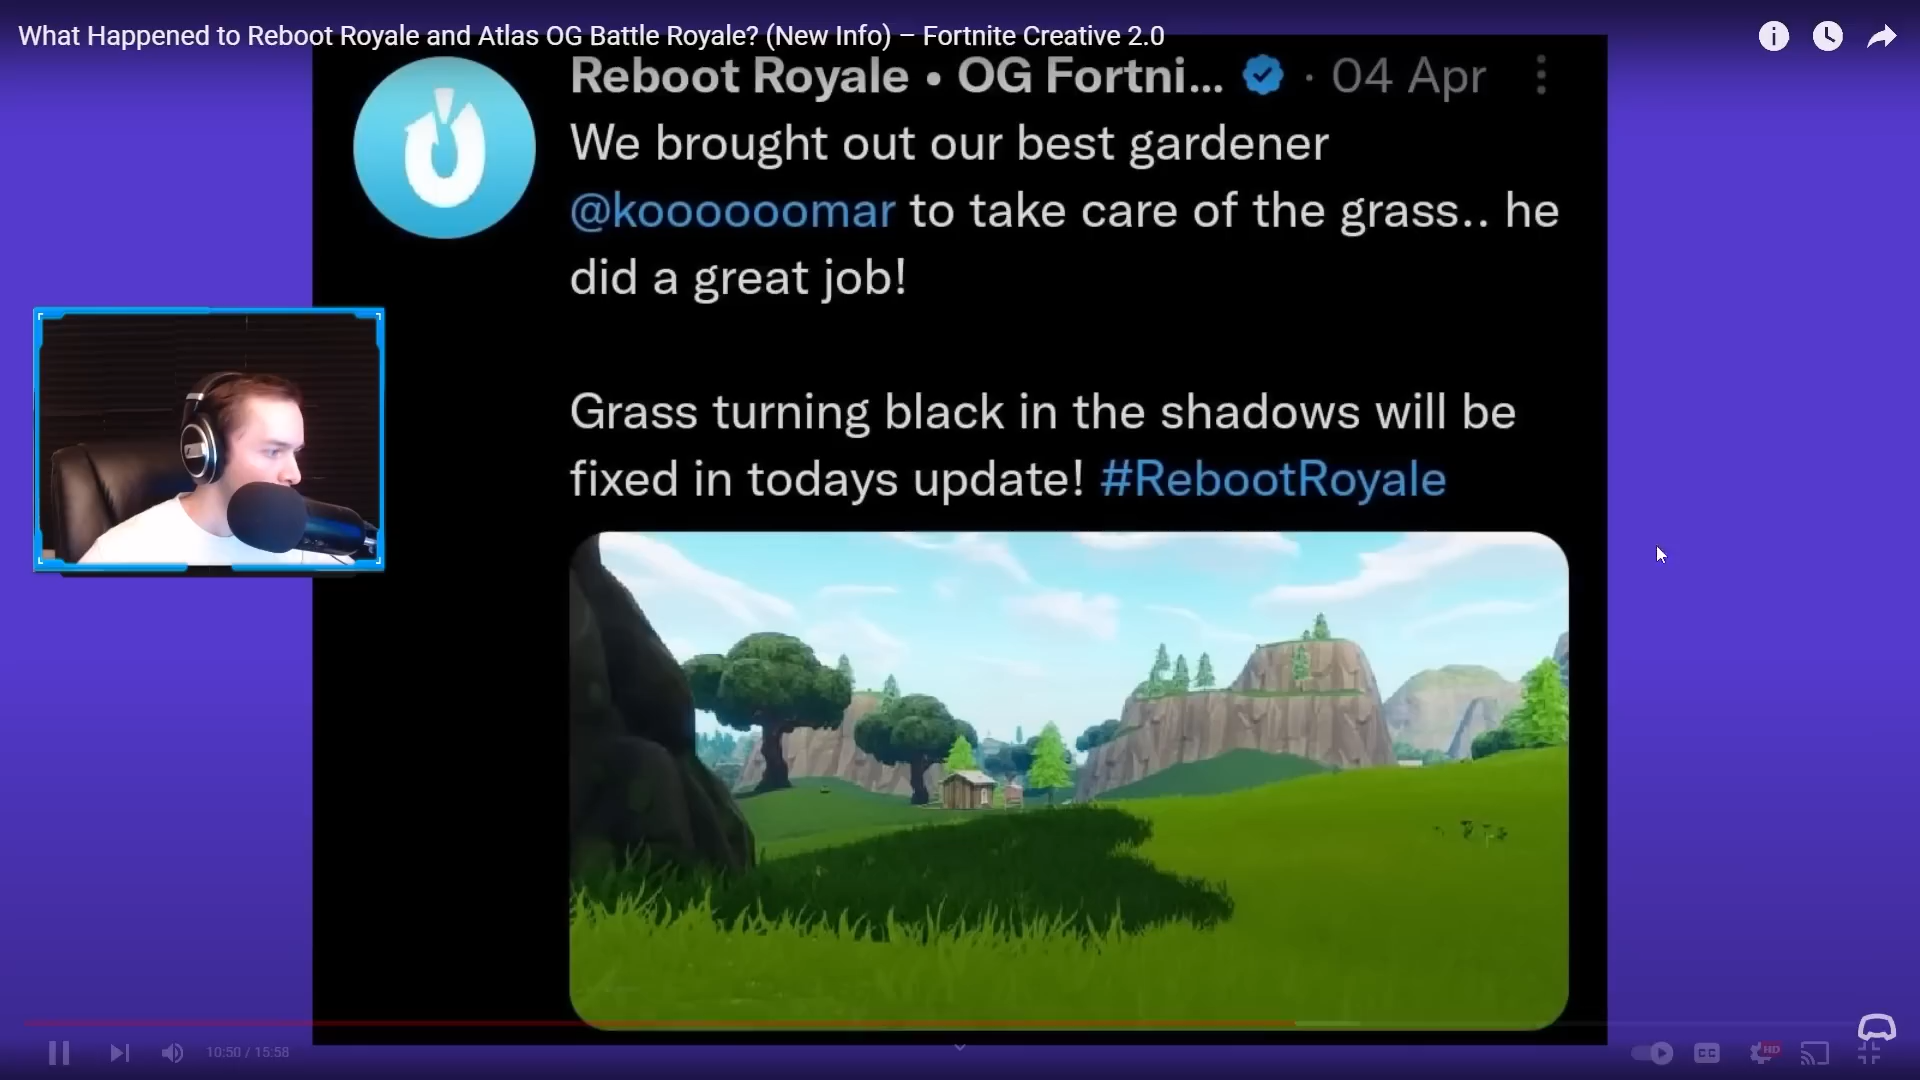 What Happened to Reboot Royale and Atlas OG Battle Royale? (New Info) – Fortnite Creative 2.0
Reboot Royale • OG Fortni... · 04 Apr
We brought out our best gardener
@kooooooomar to take care of the grass.. he
did a great job!
Grass turning black in the shadows will be
fixed in todays update! #RebootRoyale
10:50 / 15:58
CC
HD